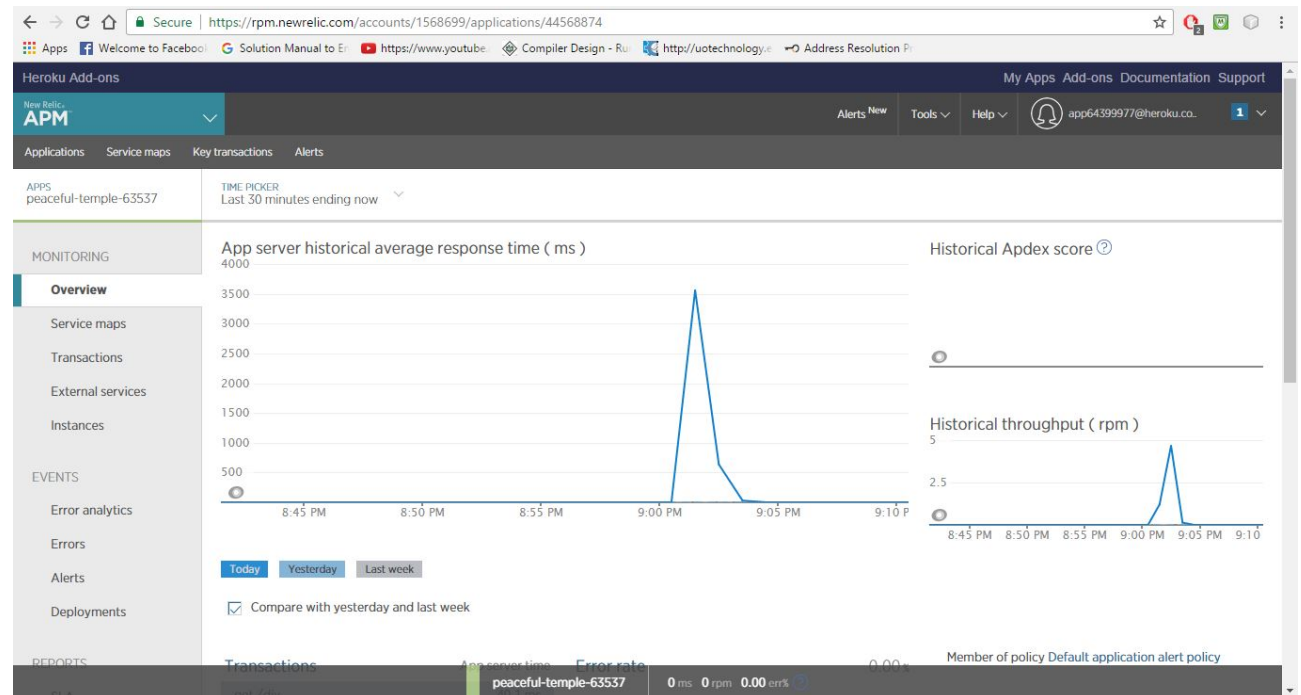 Secure
https://rpm.newrelic.com/accounts/1568699/applications/44568874
2
Apps
Welcome to Faceboo
Solution Manual to E
https://www.youtube.
Compiler Design - Ru
http://uotechnology.e
Address Resolution P
Heroku Add-ons
My Apps Add-ons Documentation Support
New Relic.
APM
Alerts New
Tools
Help
app64399977@heroku.co..
1
Applications Service maps Key transactions Alerts
APPS
peaceful-temple-63537
TIME PICKER
Last 30 minutes ending now
MONITORING
Overview
Service maps
Transactions
External services
Instances
EVENTS
Error analytics
Errors
Alerts
Deployments
REPORTS
App server historical average response time ( ms )
4000
3500
3000
2500
2000
1500
1000
500
8:45 PM 8:50 PM 8:55 PM 9:00 PM 9:05 PM 9:10 P
Historical Apdex score ?
Historical throughput ( rpm )
5
2.5
8:45 PM 8:50 PM 8:55 PM 9:00 PM 9:05 PM 9:10
Today Yesterday Last week
Compare with yesterday and last week
Transactions App server time Error rate 0.00
Member of policy Default application alert policy
peaceful-temple-63537 0 ms 0 rpm 0.00 err%